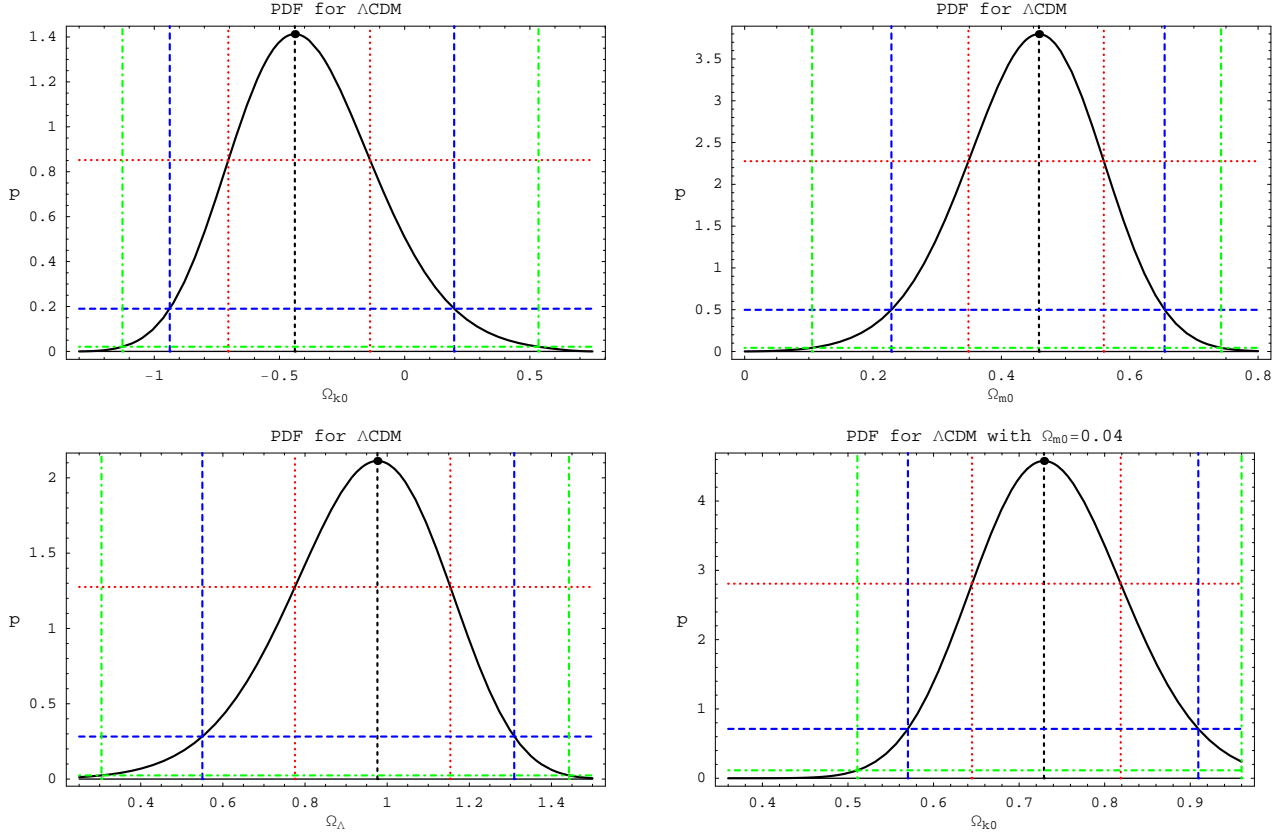 PDF for ΛCDM
1.4
1.2
1
0.8
p
0.6
0.4
0.2
0
−1 −0.5 0 0.5
Ωk0
PDF for ΛCDM
3.5
3
2.5
2
p
1.5
1
0.5
0
0 0.2 0.4 0.6 0.8
Ωm0
PDF for ΛCDM
2
1.5
p
1
0.5
0
0.4 0.6 0.8 1 1.2 1.4
ΩΛ
PDF for ΛCDM with Ωm0=0.04
4
3
p
2
1
0
0.4 0.5 0.6 0.7 0.8 0.9
Ωk0